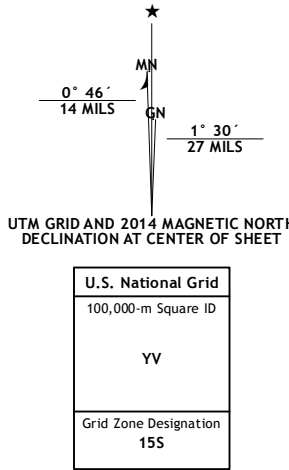 ★
MN
0° 46´
14 MILS
GN
1° 30´
27 MILS
UTM GRID AND 2014 MAGNETIC NORTH
DECLINATION AT CENTER OF SHEET
U.S. National Grid
100,000-m Square ID
YV
Grid Zone Designation
15S